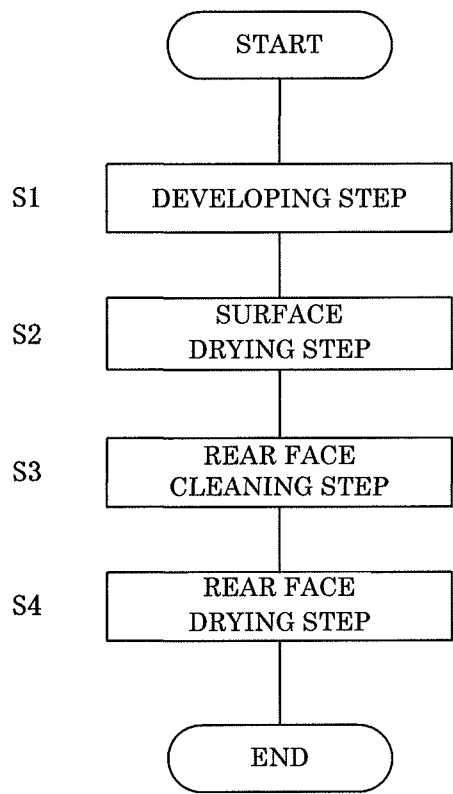 START
S1
DEVELOPING STEP
S2
SURFACE
DRYING STEP
S3
REAR FACE
CLEANING STEP
S4
REAR FACE
DRYING STEP
END